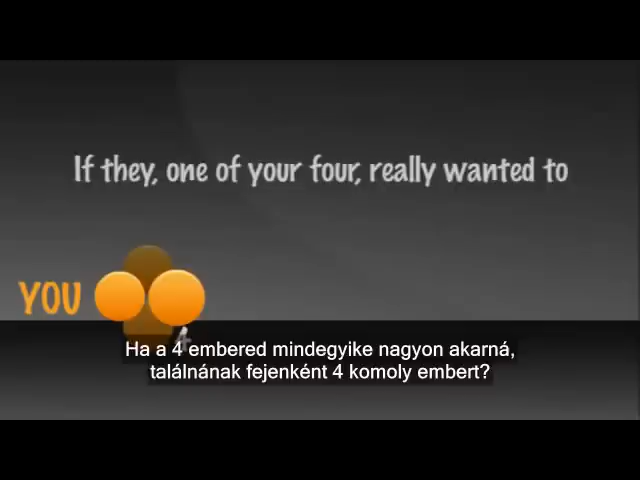 If they, one of your four, really wanted to
YOU
4
Ha a 4 embered mindegyike nagyon akarná,
találnának fejenként 4 komoly embert?